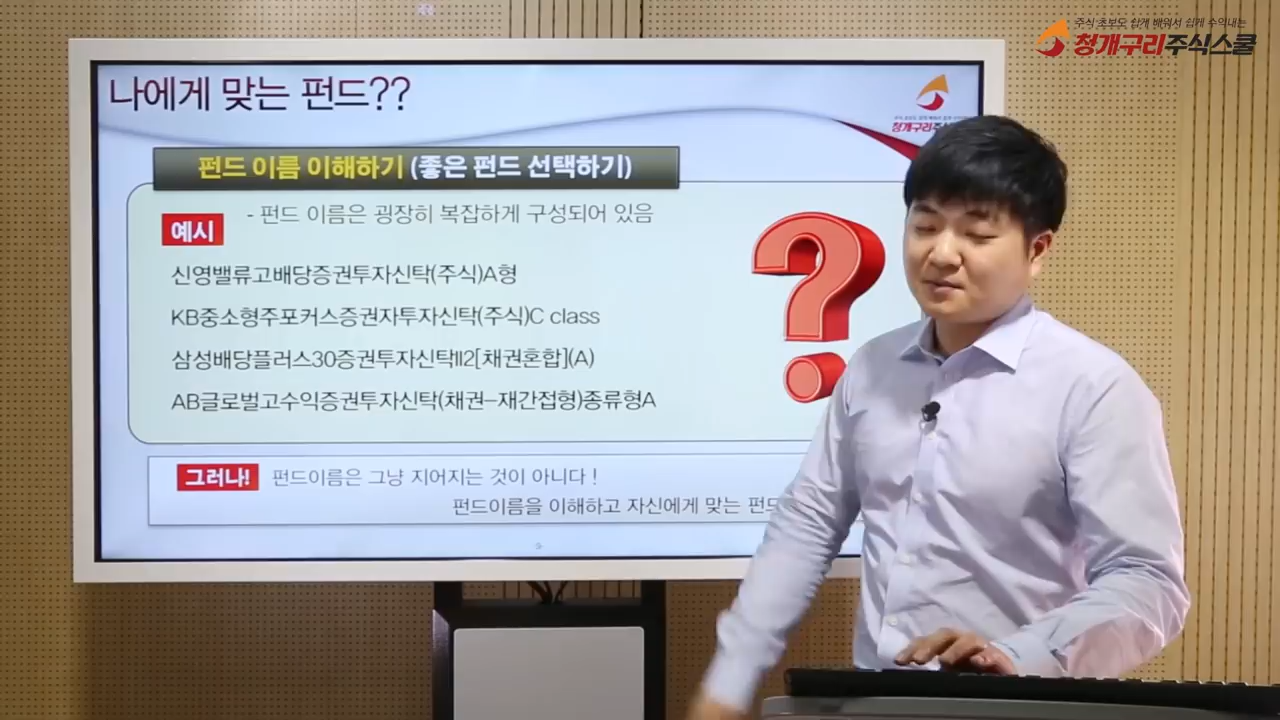 주식 초보도 쉽게 배워서 쉽게 수익내는
청개구리주식스쿨
나에게 맞는 펀드??
청개구리주
펀드 이름 이해하기 (좋은 펀드 선택하기)
예시
- 펀드 이름은 굉장히 복잡하게 구성되어 있음
신영밸류고배당증권투자신탁(주식)A형
KB중소형주포커스증권자투자신탁(주식)C class
삼성배당플러스30증권투자신탁II2[채권혼합](A)
AB글로벌고수익증권투자신탁(채권-재간접형)종류형A
그러나! 펀드이름은 그냥 지어지는 것이 아니다 !
펀드이름을 이해하고 자신에게 맞는 펀드